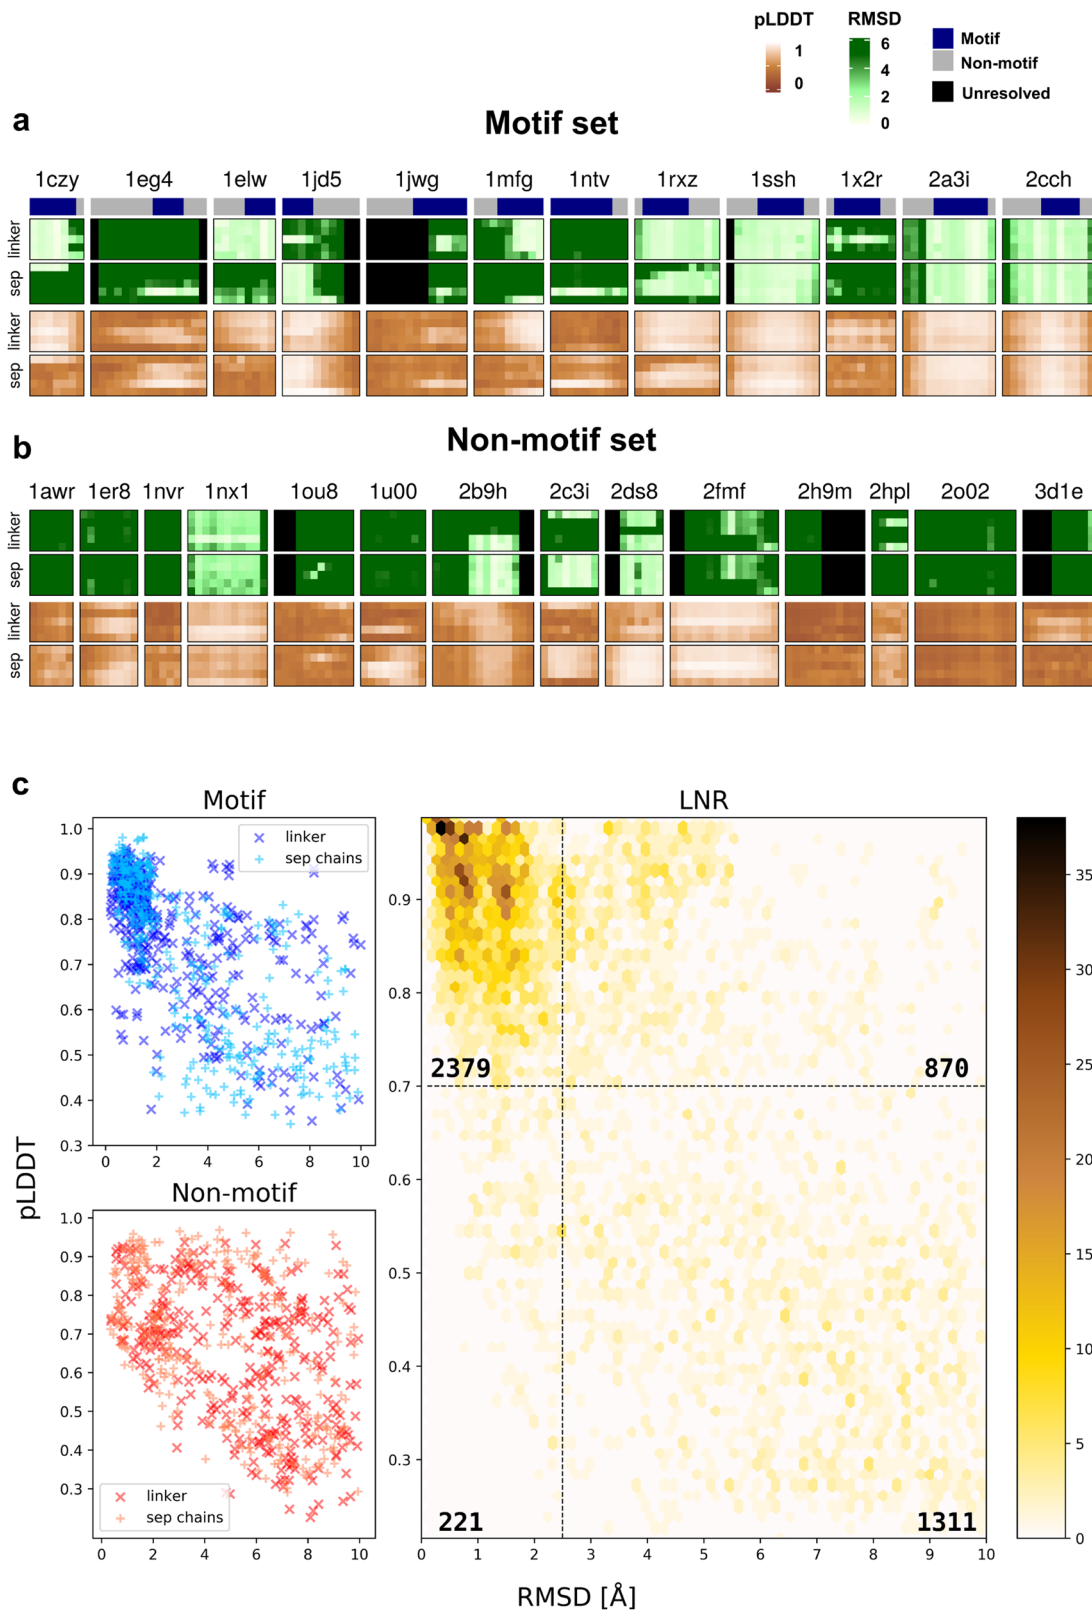 pLDDT
1
0
RMSD
6
4
2
0
Motif
Non-motif
Unresolved
a
Motif set
1czy 1eg4 1elw 1jd5 1jwg 1mfg 1ntv 1rxz 1ssh 1x2r 2a3i 2cch
linker
sep
linker
sep
b
Non-motif set
1awr 1er8 1nvr 1nx1 1ou8 1u00 2b9h 2c3i 2ds8 2fmf 2h9m 2hpl 2o02 3d1e
linker
sep
linker
sep
c
Motif
1.0
0.9
0.8
0.7
0.6
0.5
0.4
0.3
0 2 4 6 8 10
linker
sep chains
Non-motif
1.0
0.9
0.8
0.7
0.6
0.5
0.4
0.3
0 2 4 6 8 10
linker
sep chains
pLDDT
LNR
0.9
0.8
0.7
0.6
0.5
0.4
0.3
2379 870
221 1311
0 1 2 3 4 5 6 7 8 9 10
RMSD [Å]
35
30
25
20
15
10
5
0